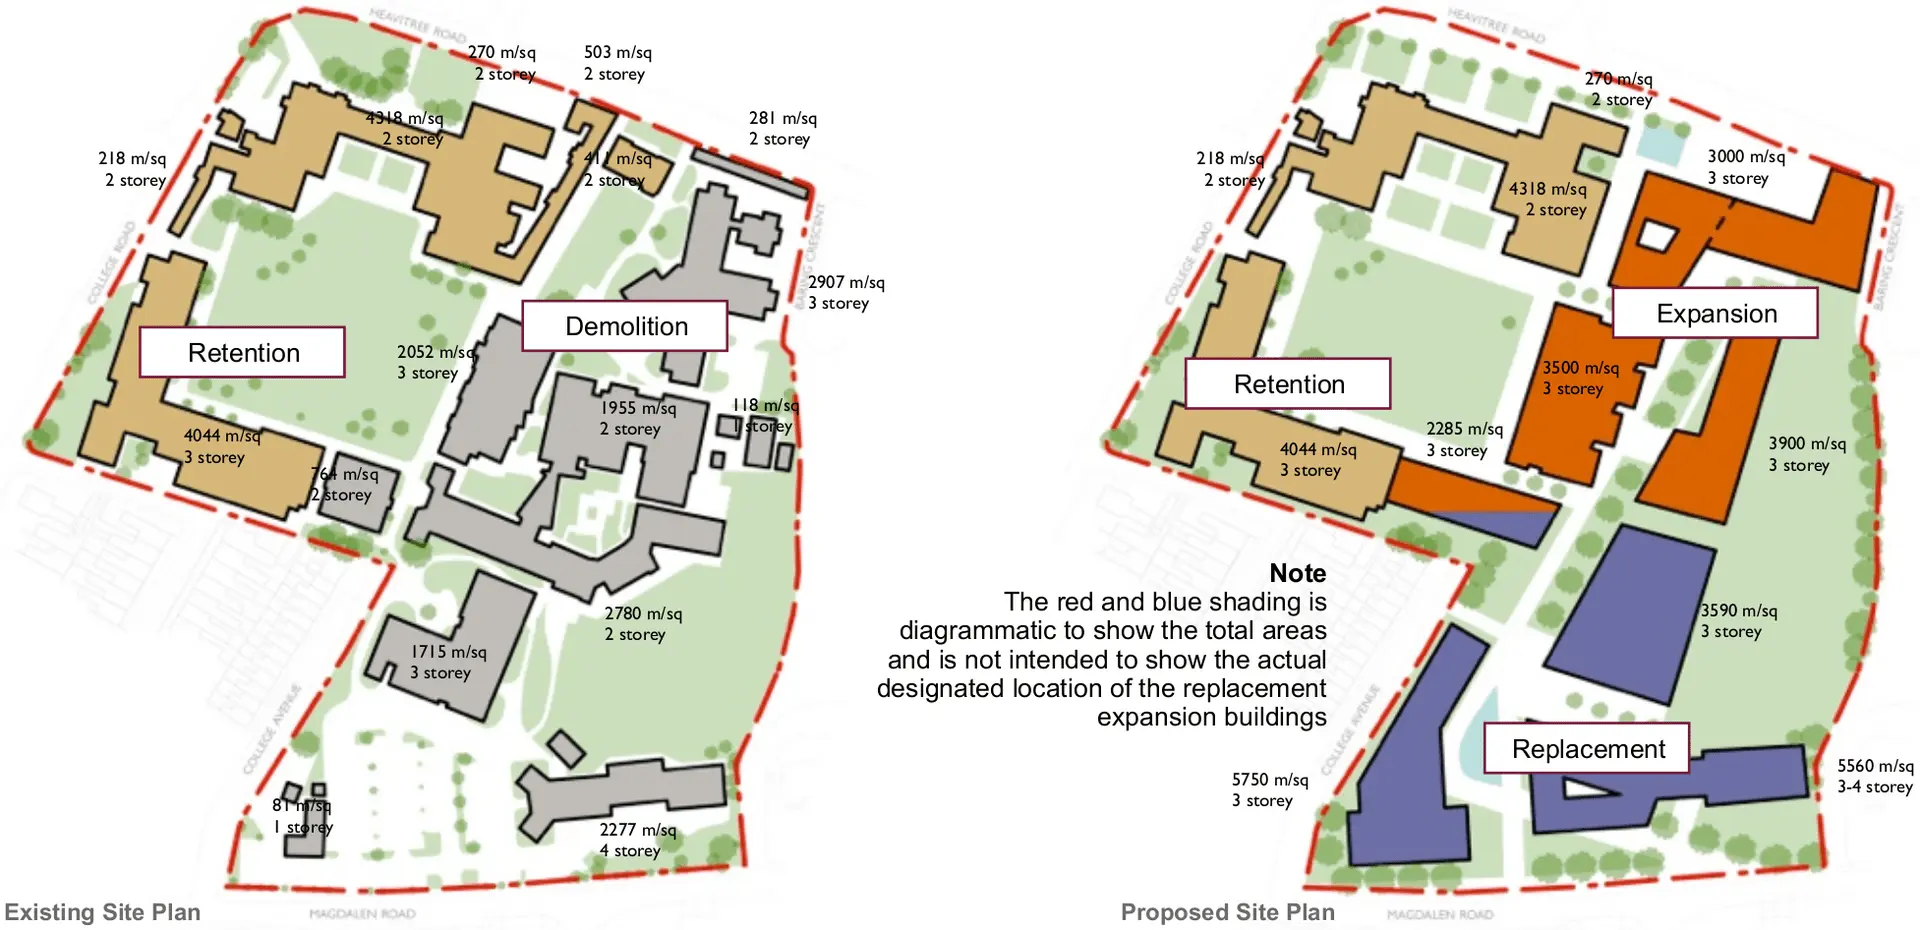 HEAVITREE ROAD
270 m/sq
2 storey
503 m/sq
2 storey
4318 m/sq
2 storey
281 m/sq
2 storey
218 m/sq
2 storey
411 m/sq
2 storey
COLLEGE ROAD
BARING CRESCENT
2907 m/sq
3 storey
Demolition
Retention
2052 m/sq
3 storey
1955 m/sq
2 storey
118 m/sq
1 storey
4044 m/sq
3 storey
764 m/sq
2 storey
2780 m/sq
2 storey
1715 m/sq
3 storey
COLLEGE AVENUE
81 m/sq
1 storey
2277 m/sq
4 storey
Existing Site Plan
MAGDALEN ROAD
HEAVITREE ROAD
270 m/sq
2 storey
218 m/sq
2 storey
3000 m/sq
3 storey
4318 m/sq
2 storey
COLLEGE ROAD
BARING CRESCENT
Expansion
Retention
3500 m/sq
3 storey
2285 m/sq
3 storey
4044 m/sq
3 storey
3900 m/sq
3 storey
Note
The red and blue shading is
diagrammatic to show the total areas
and is not intended to show the actual
designated location of the replacement
expansion buildings
3590 m/sq
3 storey
COLLEGE AVENUE
Replacement
5750 m/sq
3 storey
5560 m/sq
3-4 storey
Proposed Site Plan
MAGDALEN ROAD